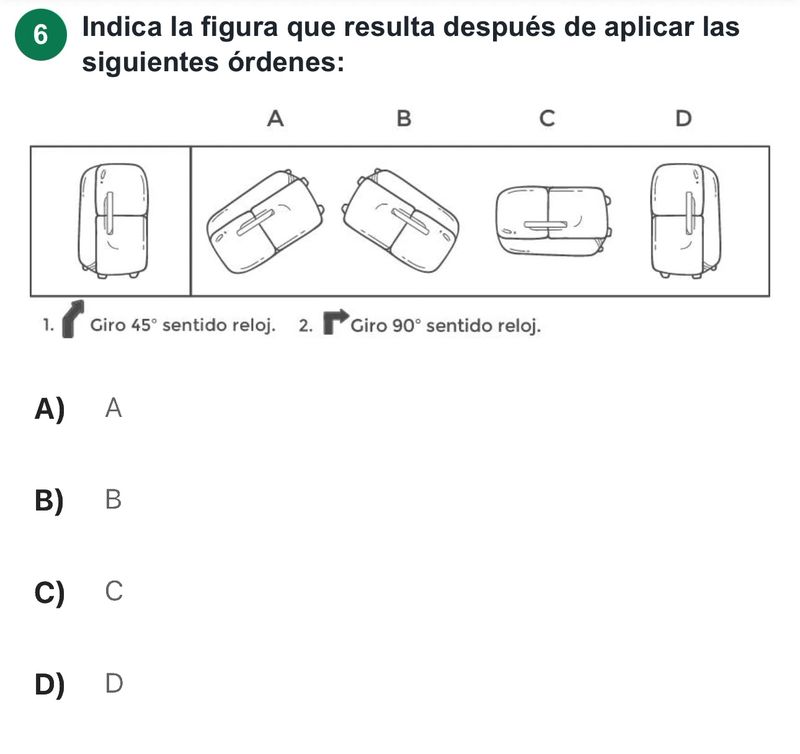 6 Indica la figura que resulta después de aplicar las
siguientes órdenes:
A B C D
1. Giro 45° sentido reloj. 2. Giro 90° sentido reloj.
A) A
B) B
C) C
D) D